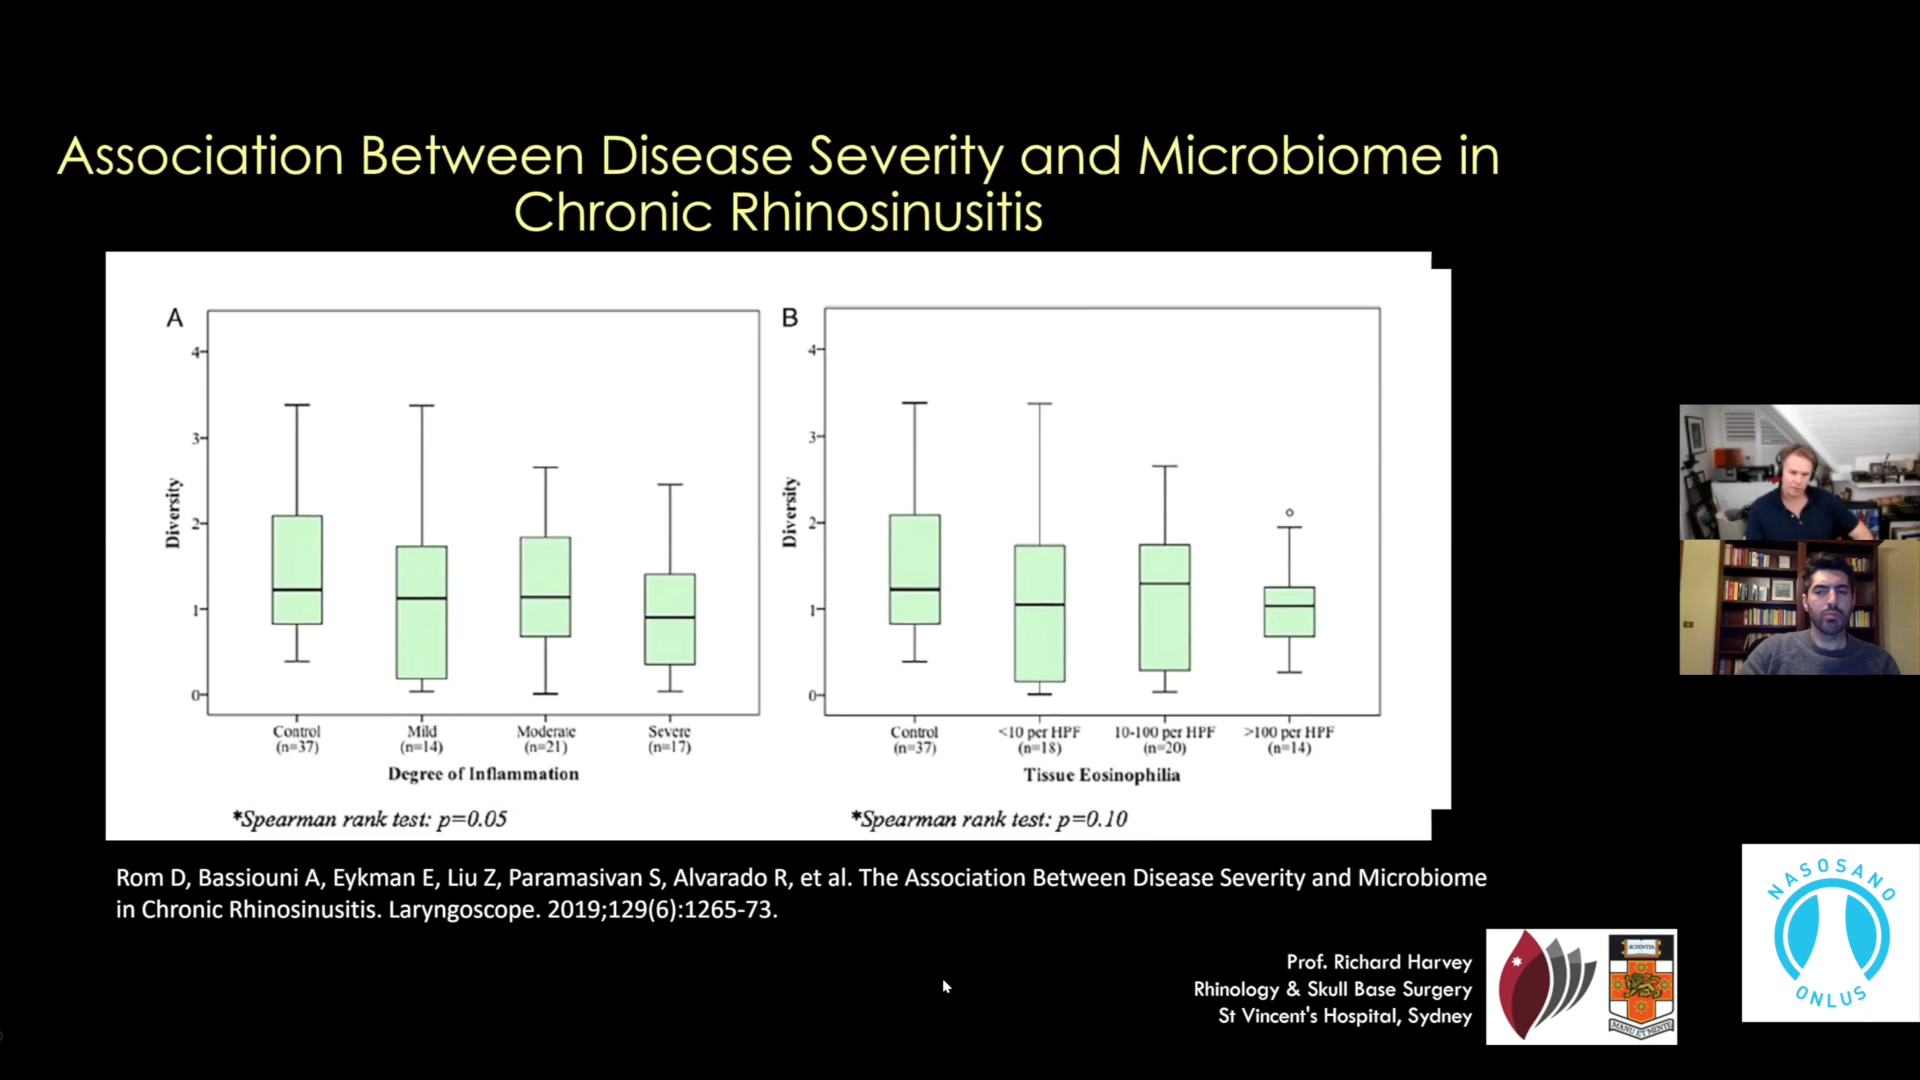 Association Between Disease Severity and Microbiome in
Chronic Rhinosinusitis
A
4
3
2
1
0
Diversity
Control
(n=37)
Mild
(n=14)
Moderate
(n=21)
Severe
(n=17)
Degree of Inflammation
*Spearman rank test: p=0.05
B
4
3
2
1
0
Diversity
Control
(n=37)
<10 per HPF
(n=18)
10-100 per HPF
(n=20)
>100 per HPF
(n=14)
Tissue Eosinophilia
*Spearman rank test: p=0.10
Rom D, Bassiouni A, Eykman E, Liu Z, Paramasivan S, Alvarado R, et al. The Association Between Disease Severity and Microbiome
in Chronic Rhinosinusitis. Laryngoscope. 2019;129(6):1265-73.
Prof. Richard Harvey
Rhinology & Skull Base Surgery
St Vincent's Hospital, Sydney
SCIENTIA
MANU ET MENTE
NASOSANO
ONLUS